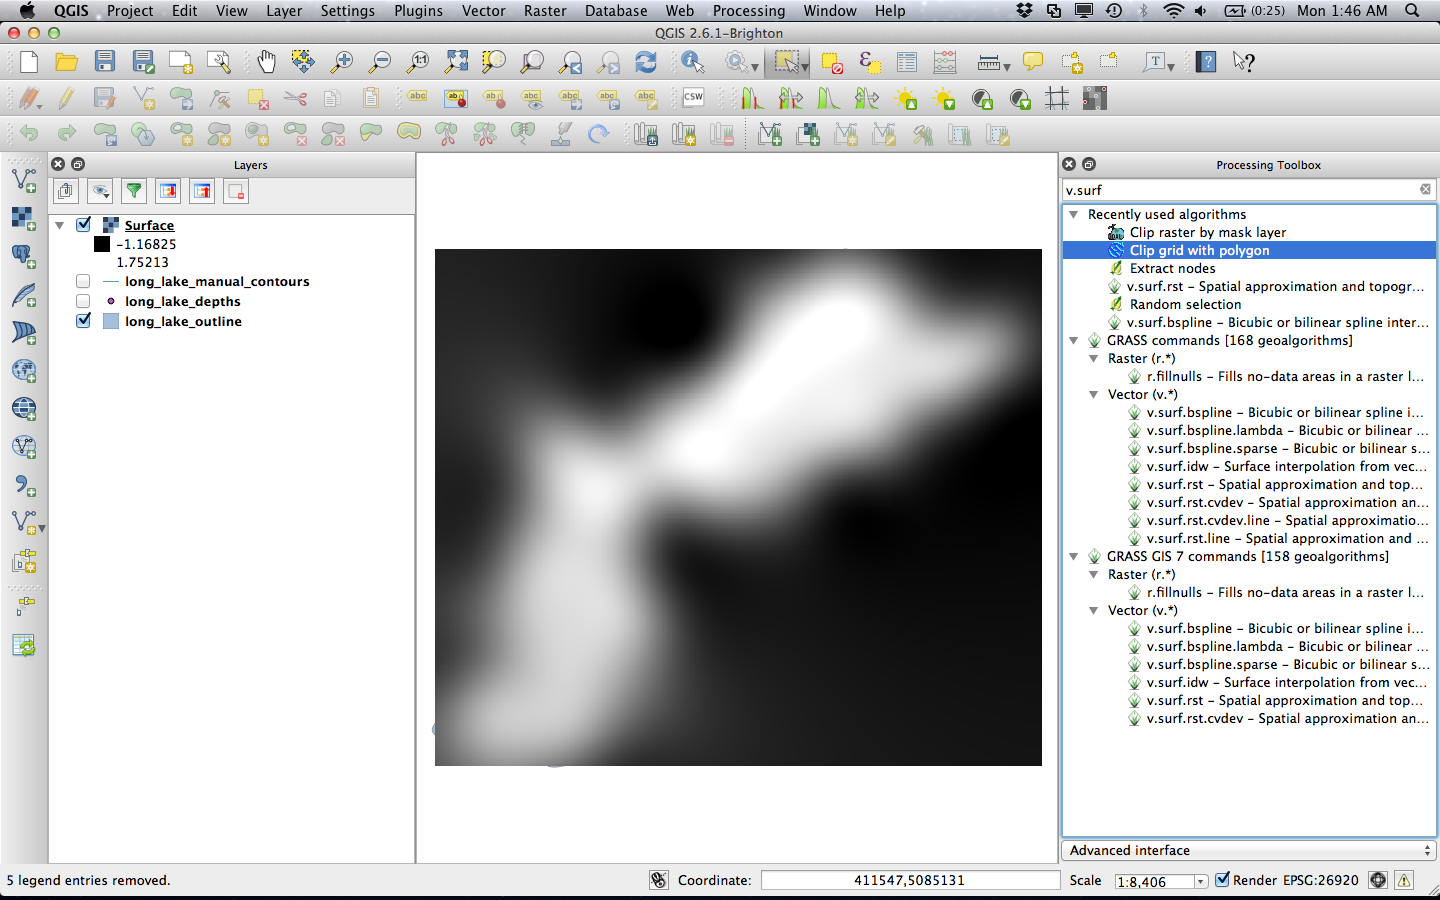 QGIS Project Edit View Layer Settings Plugins Vector Raster Database Web Processing Window Help (0:25) Mon 1:46 AM
QGIS 2.6.1-Brighton
1:1
T
?
abc
ab
ab
abc
abc
abc
abc
CSW
Layers
Processing Toolbox
v.surf
Surface
-1.16825
1.75213
long_lake_manual_contours
long_lake_depths
long_lake_outline
Recently used algorithms
Clip raster by mask layer
Clip grid with polygon
Extract nodes
v.surf.rst - Spatial approximation and topogr...
Random selection
v.surf.bspline - Bicubic or bilinear spline inter...
GRASS commands [168 geoalgorithms]
Raster (r.*)
r.fillnulls - Fills no-data areas in a raster l...
Vector (v.*)
v.surf.bspline - Bicubic or bilinear spline i...
v.surf.bspline.lambda - Bicubic or bilinear ...
v.surf.bspline.sparse - Bicubic or bilinear s...
v.surf.idw - Surface interpolation from vec...
v.surf.rst - Spatial approximation and top...
v.surf.rst.cvdev - Spatial approximation an...
v.surf.rst.cvdev.line - Spatial approximatio...
v.surf.rst.line - Spatial approximation and ...
GRASS GIS 7 commands [158 geoalgorithms]
Raster (r.*)
r.fillnulls - Fills no-data areas in a raster l...
Vector (v.*)
v.surf.bspline - Bicubic or bilinear spline i...
v.surf.bspline.lambda - Bicubic or bilinear ...
v.surf.bspline.sparse - Bicubic or bilinear s...
v.surf.idw - Surface interpolation from vec...
v.surf.rst - Spatial approximation and top...
v.surf.rst.cvdev - Spatial approximation an...
Advanced interface
5 legend entries removed.
Coordinate: 411547,5085131 Scale 1:8,406 Render EPSG:26920